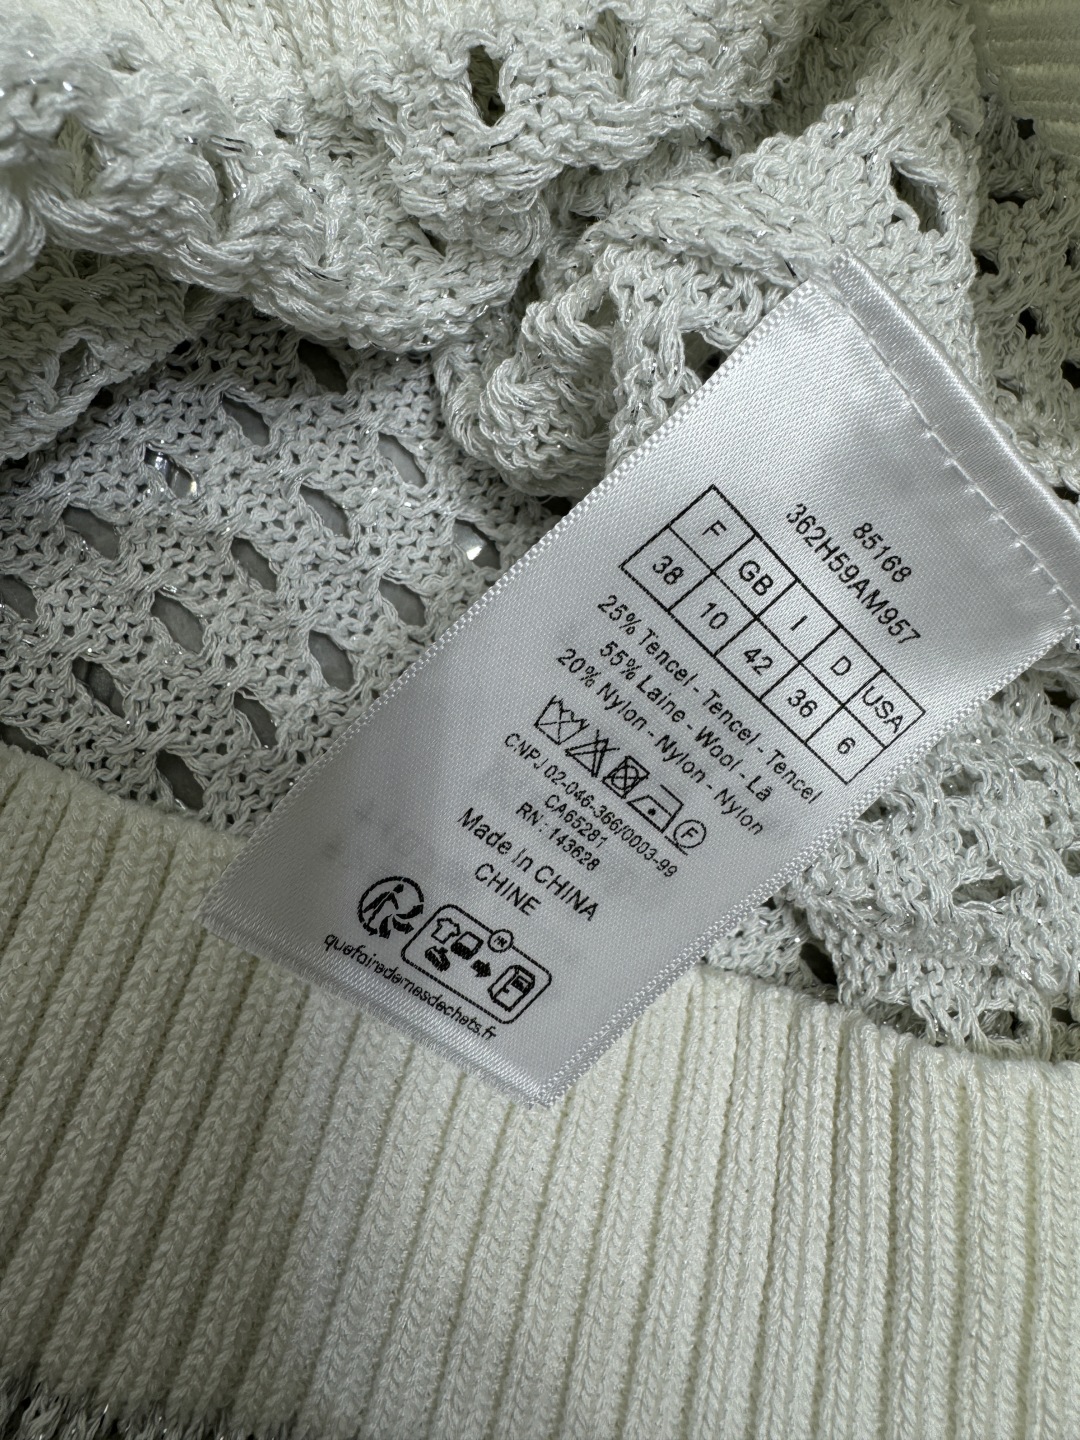 85168
362H59AM957
F GB I D USA
38 10 42 36 6
25% Tencel - Tencel - Tencel
55% Laine - Wool - Lã
20% Nylon - Nylon - Nylon
F
CNPJ 02-046-366/0003-99
CA65281
RN : 143628
Made In CHINA
CHINE
FR
quefairedemesdechets.fr